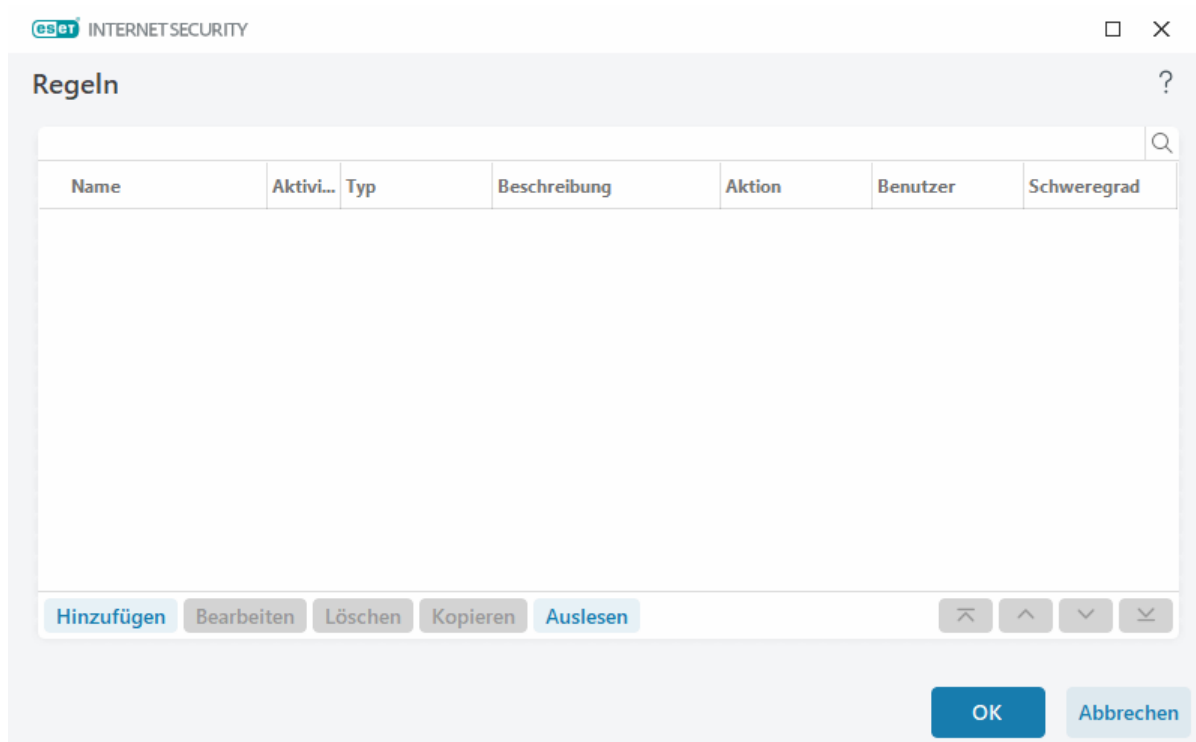 eset INTERNET SECURITY
Regeln
?
Name Aktivi... Typ Beschreibung Aktion Benutzer Schweregrad
Hinzufügen Bearbeiten Löschen Kopieren Auslesen
OK Abbrechen